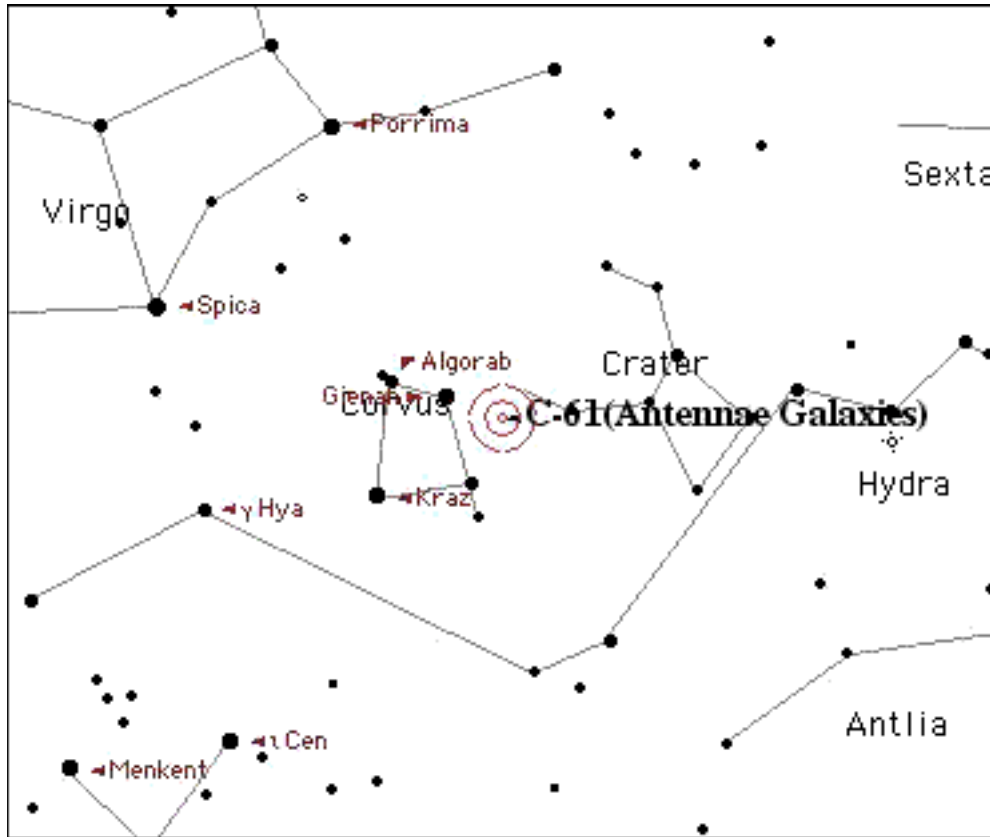 Porrima
Sexta
Virgo
Spica
Algorab
Crater
Gienah
Corvus
C-61(Antennae Galaxies)
Hydra
Kraz
γ Hya
Antlia
ι Cen
Menkent